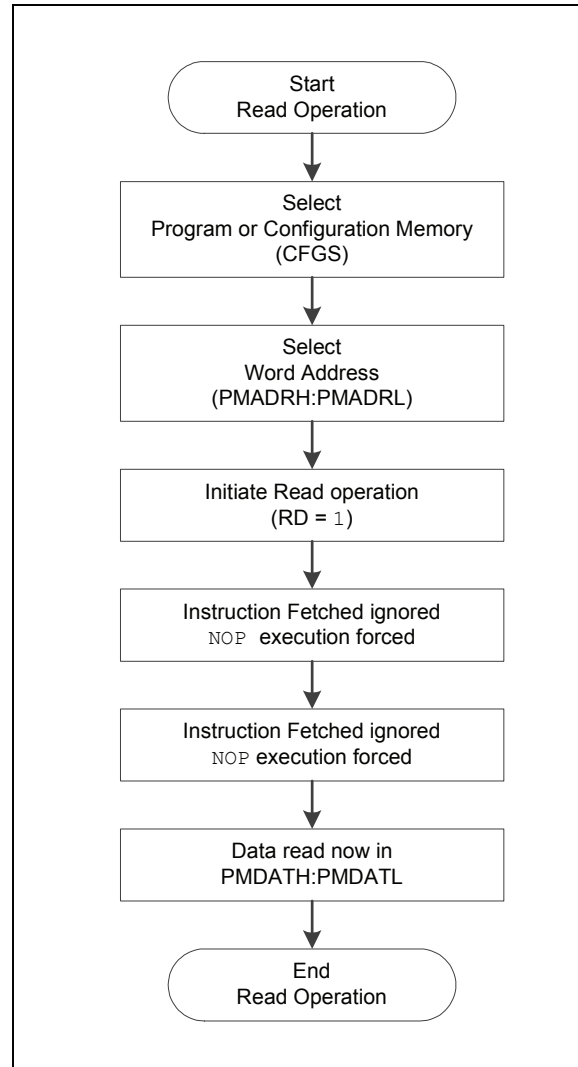 Start
Read Operation
Select
Program or Configuration Memory
(CFGS)
Select
Word Address
(PMADRH:PMADRL)
Initiate Read operation
(RD = 1)
Instruction Fetched ignored
NOP execution forced
Instruction Fetched ignored
NOP execution forced
Data read now in
PMDATH:PMDATL
End
Read Operation